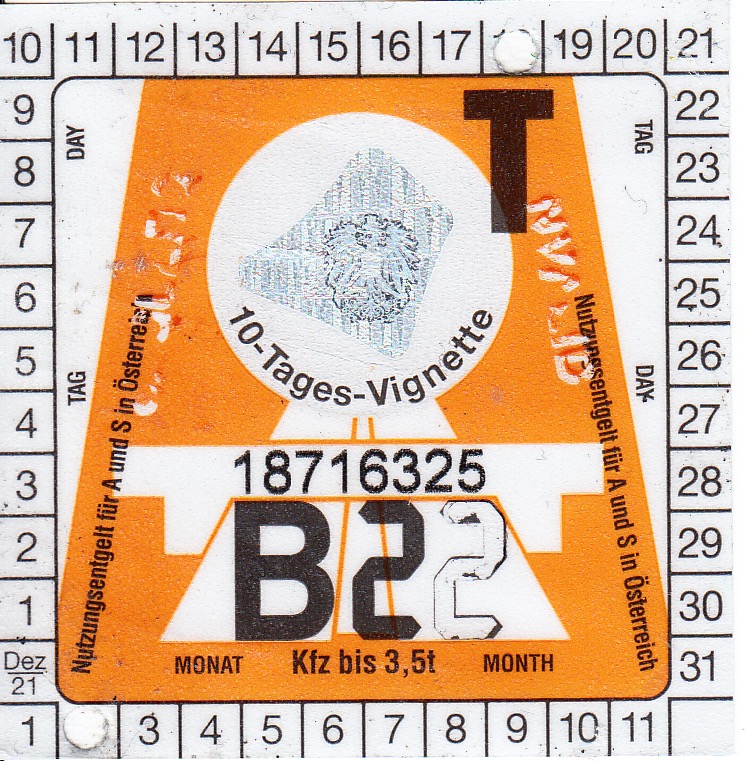 10 11 12 13 14 15 16 17 19 20 21
9 22
8 23
7 24
6 25
5 26
4 27
3 28
2 29
1 30
Dez 21 31
1 3 4 5 6 7 8 9 10 11
DAY
TAG
T
TAG
DAY
INVALID
10-Tages-Vignette
Nutzungsentgelt für A und S in Österreich
Nutzungsentgelt für A und S in Österreich
18716325
B22
MONAT Kfz bis 3,5t MONTH